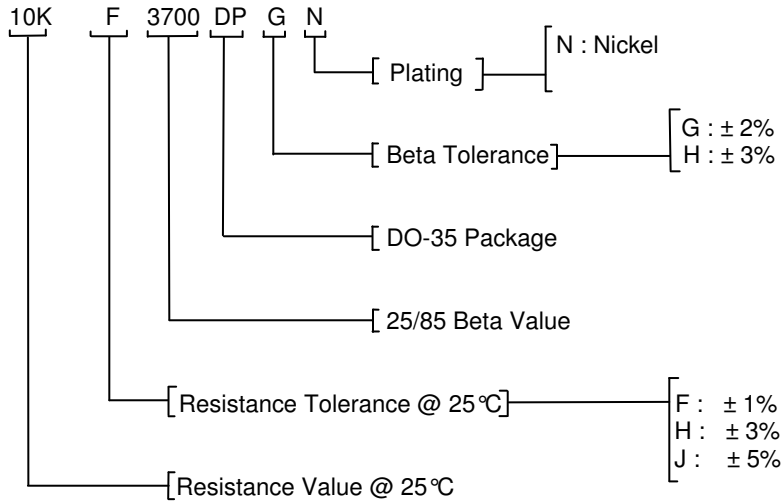 10K F 3700 DP G N
N : Nickel
Plating
G : ± 2%
Beta Tolerance
H : ± 3%
DO-35 Package
25/85 Beta Value
Resistance Tolerance @ 25℃
F : ± 1%
H : ± 3%
J : ± 5%
Resistance Value @ 25℃